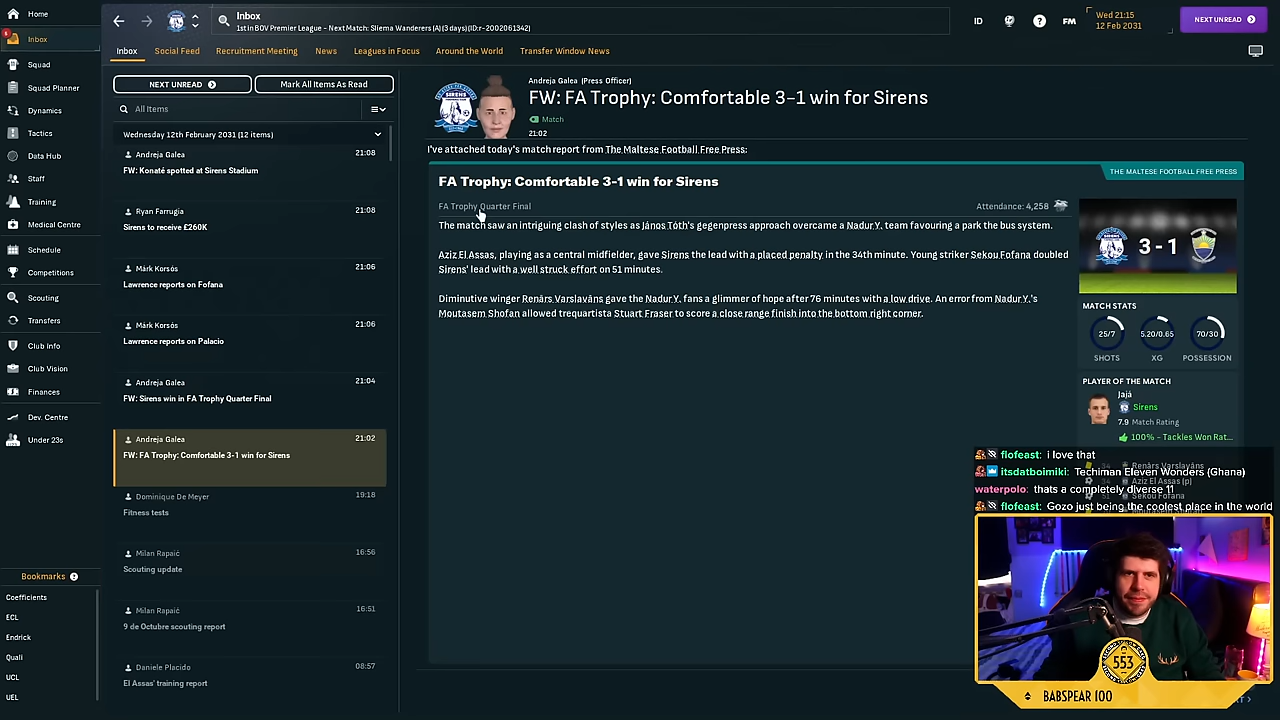 Home
Inbox
1st in BOV Premier League - Next Match: Sliema Wanderers (A) (3 days) (ID:r-2002061342)
ID
FM
Wed 21:15
12 Feb 2031
NEXT UNREAD
Inbox
Inbox
Social Feed
Recruitment Meeting
News
Leagues in Focus
Around the World
Transfer Window News
Squad
Squad Planner
Dynamics
Tactics
Data Hub
Staff
Training
Medical Centre
Schedule
Competitions
Scouting
Transfers
Club Info
Club Vision
Finances
Dev. Centre
Under 23s
Bookmarks
Coefficients
ECL
Endrick
Quali
UCL
UEL
NEXT UNREAD
Mark All Items As Read
All Items
Wednesday 12th February 2031 (12 items)
Andreja Galea 21:08
FW: Konaté spotted at Sirens Stadium
Ryan Farrugia 21:08
Sirens to receive £260K
Márk Korsós 21:06
Lawrence reports on Fofana
Márk Korsós 21:06
Lawrence reports on Palacio
Andreja Galea 21:04
FW: Sirens win in FA Trophy Quarter Final
Andreja Galea 21:02
FW: FA Trophy: Comfortable 3-1 win for Sirens
Dominique De Meyer 19:18
Fitness tests
Milan Rapaić 16:56
Scouting update
Milan Rapaić 16:51
9 de Octubre scouting report
Daniele Placido 08:57
El Assas' training report
Andreja Galea (Press Officer)
FW: FA Trophy: Comfortable 3-1 win for Sirens
Match
21:02
I've attached today's match report from The Maltese Football Free Press:
THE MALTESE FOOTBALL FREE PRESS
FA Trophy: Comfortable 3-1 win for Sirens
FA Trophy Quarter Final
Attendance: 4,258
The match saw an intriguing clash of styles as János Tóth's gegenpress approach overcame a Nadur Y. team favouring a park the bus system.
Aziz El Assas, playing as a central midfielder, gave Sirens the lead with a placed penalty in the 34th minute. Young striker Sekou Fofana doubled
Sirens' lead with a well struck effort on 51 minutes.
Diminutive winger Renārs Varslavāns gave the Nadur Y. fans a glimmer of hope after 76 minutes with a low drive. An error from Nadur Y.'s
Moutasem Shofan allowed trequartista Stuart Fraser to score a close range finish into the bottom right corner.
3 - 1
MATCH STATS
25/7
5.20/0.65
70/30
SHOTS
XG
POSSESSION
PLAYER OF THE MATCH
Jajá
Sirens
7.9 Match Rating
100% - Tackles Won Rat...
Renārs Varslavāns
Aziz El Assas (p)
Sekou Fofana
flofeast: i love that
itsdatboimiki: Techiman Eleven Wonders (Ghana)
waterpolo: thats a completely diverse 11
flofeast: Gozo just being the coolest place in the world
553
BABSPEAR 100